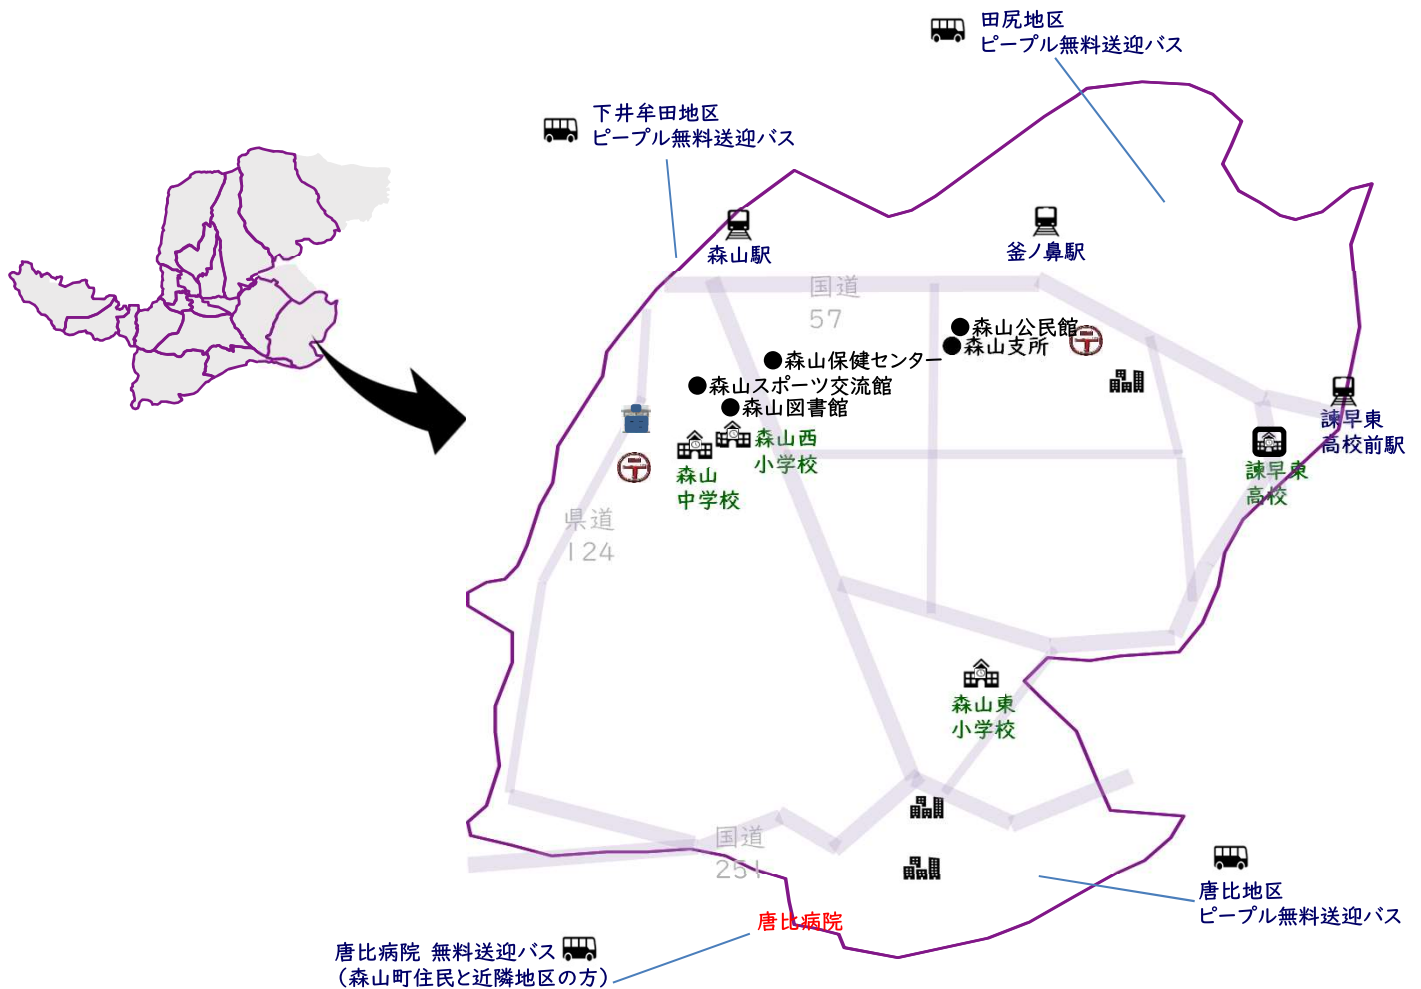 田尻地区
ピープル無料送迎バス
下井牟田地区
ピープル無料送迎バス
森山駅
釜ノ鼻駅
国道
57
●森山公民館
●森山支所
●森山保健センター
●森山スポーツ交流館
●森山図書館
諫早東
高校前駅
森山西
小学校
森山
中学校
諫早東
高校
県道
124
森山東
小学校
国道
251
唐比地区
ピープル無料送迎バス
唐比病院
唐比病院 無料送迎バス
（森山町住民と近隣地区の方）